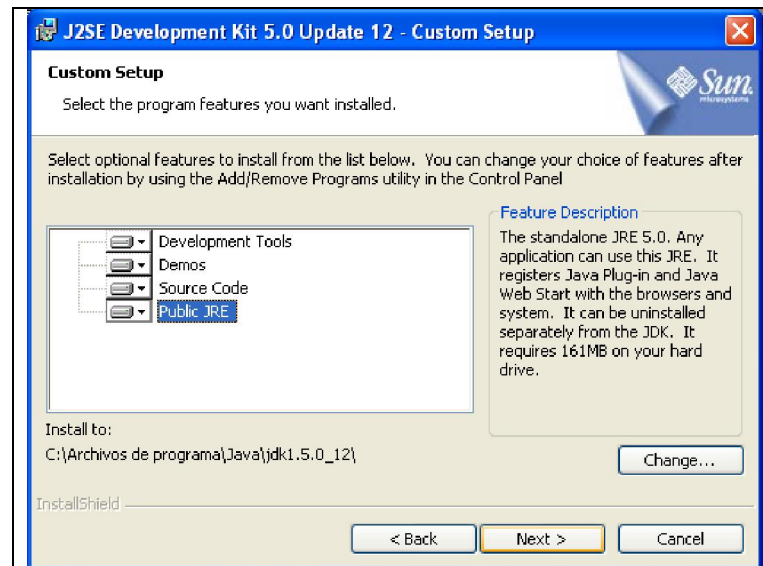 J2SE Development Kit 5.0 Update 12 - Custom Setup
Custom Setup
Select the program features you want installed.
Sun
microsystems
Select optional features to install from the list below. You can change your choice of features after
installation by using the Add/Remove Programs utility in the Control Panel
Development Tools
Demos
Source Code
Public JRE
Feature Description
The standalone JRE 5.0. Any
application can use this JRE. It
registers Java Plug-in and Java
Web Start with the browsers and
system. It can be uninstalled
separately from the JDK. It
requires 161MB on your hard
drive.
Install to:
C:\Archivos de programa\Java\jdk1.5.0_12\
Change...
InstallShield
< Back
Next >
Cancel